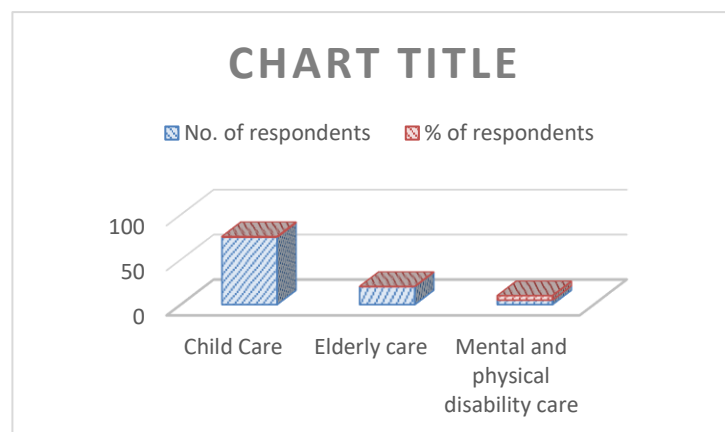 CHART TITLE
No. of respondents % of respondents
100
50
0
Child Care Elderly care Mental and
physical
disability care